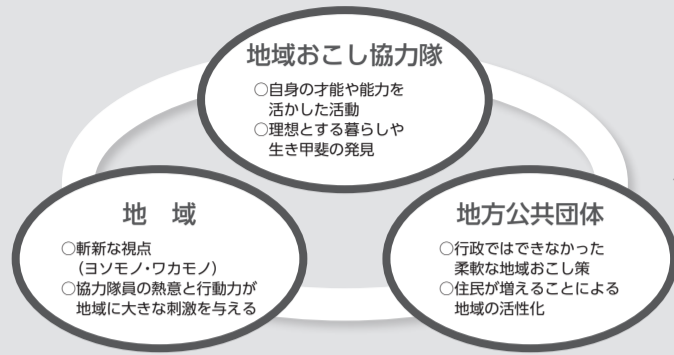 地域おこし協力隊
○自身の才能や能力を
活かした活動
○理想とする暮らしや
生き甲斐の発見
地 域
○斬新な視点
(ヨソモノ・ワカモノ)
○協力隊員の熱意と行動力が
地域に大きな刺激を与える
地方公共団体
○行政ではできなかった
柔軟な地域おこし策
○住民が増えることによる
地域の活性化